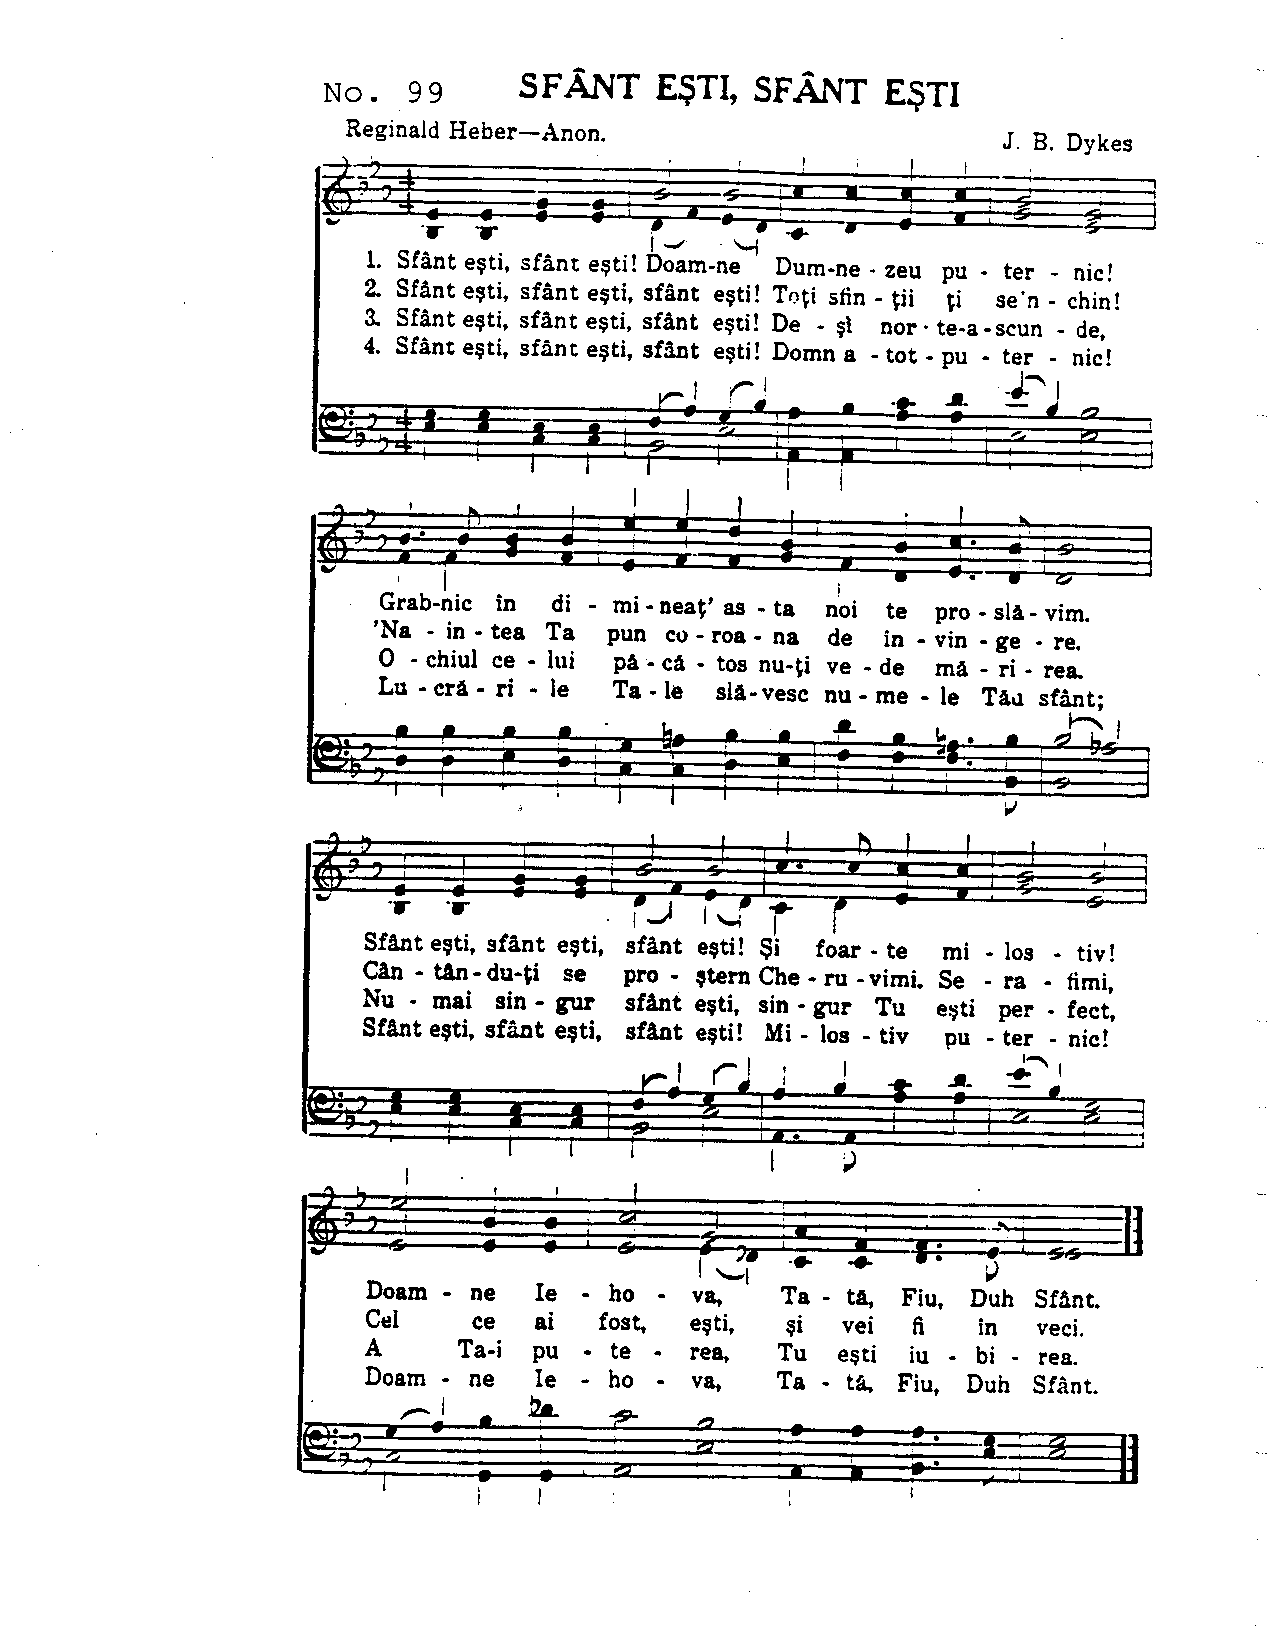 No. 99 SFÂNT EŞTI, SFÂNT EŞTI
Reginald Heber—Anon. J. B. Dykes
1. Sfânt eşti, sfânt eşti! Doam-ne Dum-ne - zeu pu - ter - nic!
2. Sfânt eşti, sfânt eşti, sfânt eşti! Toţi sfin - ţii ţi se'n - chin!
3. Sfânt eşti, sfânt eşti, sfânt eşti! De - şi nor - te-a - scun - de,
4. Sfânt eşti, sfânt eşti, sfânt eşti! Domn a - tot - pu - ter - nic!
Grab-nic în di - mi - neaţ' as - ta noi te pro - slă - vim.
'Na - in - tea Ta pun co - roa - na de in - vin - ge - re.
O - chiul ce - lui pă - că - tos nu-ţi ve - de mă - ri - rea.
Lu - cră - ri - le Ta - le slă - vesc nu - me - le Tău sfânt;
Sfânt eşti, sfânt eşti, sfânt eşti! Şi foar - te mi - los - tiv!
Cân - tân - du-ţi se pro - ştern Che - ru - vimi. Se - ra - fimi,
Nu - mai sin - gur sfânt eşti, sin - gur Tu eşti per - fect,
Sfânt eşti, sfânt eşti, sfânt eşti! Mi - los - tiv pu - ter - nic!
Doam - ne Ie - ho - va, Ta - tă, Fiu, Duh Sfânt.
Cel ce ai fost, eşti, şi vei fi in veci.
A Ta-i pu - te - rea, Tu eşti iu - bi - rea.
Doam - ne Ie - ho - va, Ta - tă, Fiu, Duh Sfânt.